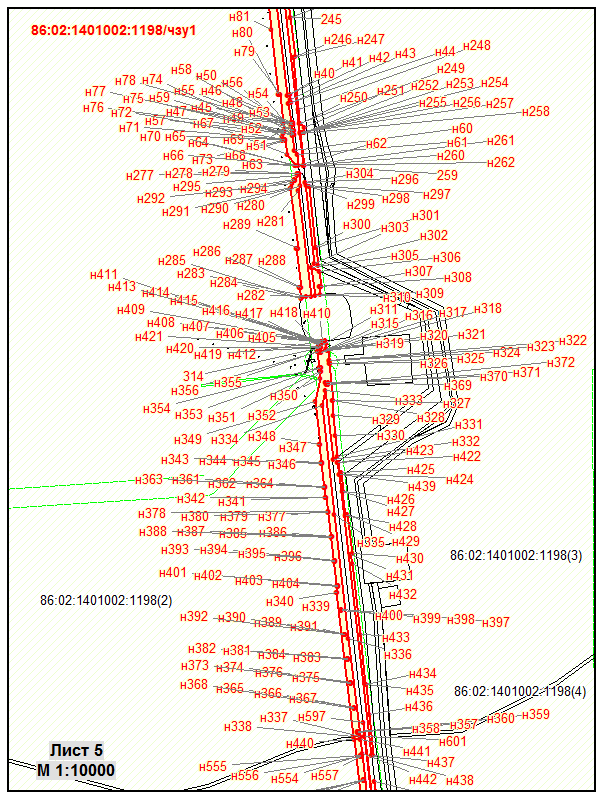 н81
245
86:02:1401002:1198/чзу1
н80
н246 н247
н79
н42 н43 н44 н248
н41
н58 н50 н56 н40 н249
н78 н74
н77 н55 н46 н54 н250 н251 н252 н253 н254
н75 н59
н76 н72 н47 н45 н48 н53 н255 н256 н257
н258
н57 н67 н49
н71 н52 н60
н70 н65 н64 н69 н51 н62 н61 н261
н66 н73 н68 н63 н260 н262
н277 н278 н279 н304 259
н295 н293 н294 н296
н292 н297
н291 н290 н280 н299 н298
н289 н281 н300 н301
н303
н302
н286
н285 н287 н288 н305 н306
н411 н283 н307
н413 н284 н308
н414 н282 н310 н309
н409 н415 н416 н417 н418 н410 н311 н316 н317 н318
н408 н407 н315
н421 н406 н405 н320 н321
н420 н419 н412 н319 н324 н323 н322
н326 н325 н372
314 н355 н370 н371
н356 н369
н350 н333 н327
н354 н353 н351 н352 н329 н328
н331
н349 н334 н348 н330 н332
н347 н423
н343 н344 н345 н346 н422
н425
н363 н361 н362 н364 н439 н424
н342 н341 н426
н378 н380 н379 н377 н427
н388 н387 н385 н386 н428
н393 н394 н395 н396 н335 н429
н430 86:02:1401002:1198(3)
н401 н402 н403 н404 н431
н432
86:02:1401002:1198(2) н340 н339
н392 н390 н389 н391 н400 н399 н398 н397
н433
н382 н381 н384 н383 н336
н373 н374 н376 н375 н434
н368 н365 н366 н367 н435 86:02:1401002:1198(4)
н436
н337 н597 н359
н338 н358 н357 н360
н440 н601
Лист 5 н441
М 1:10000 н555 н556 н554 н557 н437
н442 н438